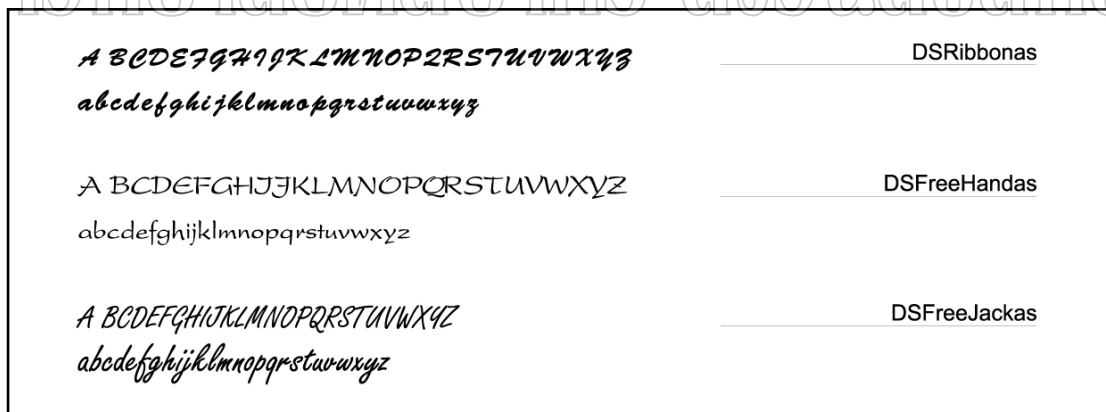 A BCDEFGHIJKLMNOPQRSTUVWXYZ
DSRibbonas
abcdefghijklmnopqrstuvwxyz
A BCDEFGHIJKLMNOPQRSTUVWXYZ
DSFreeHandas
abcdefghijklmnopqrstuvwxyz
A BCDEFGHIJKLMNOPQRSTUVWXYZ
DSFreeJackas
abcdefghijklmnopqrstuvwxyz